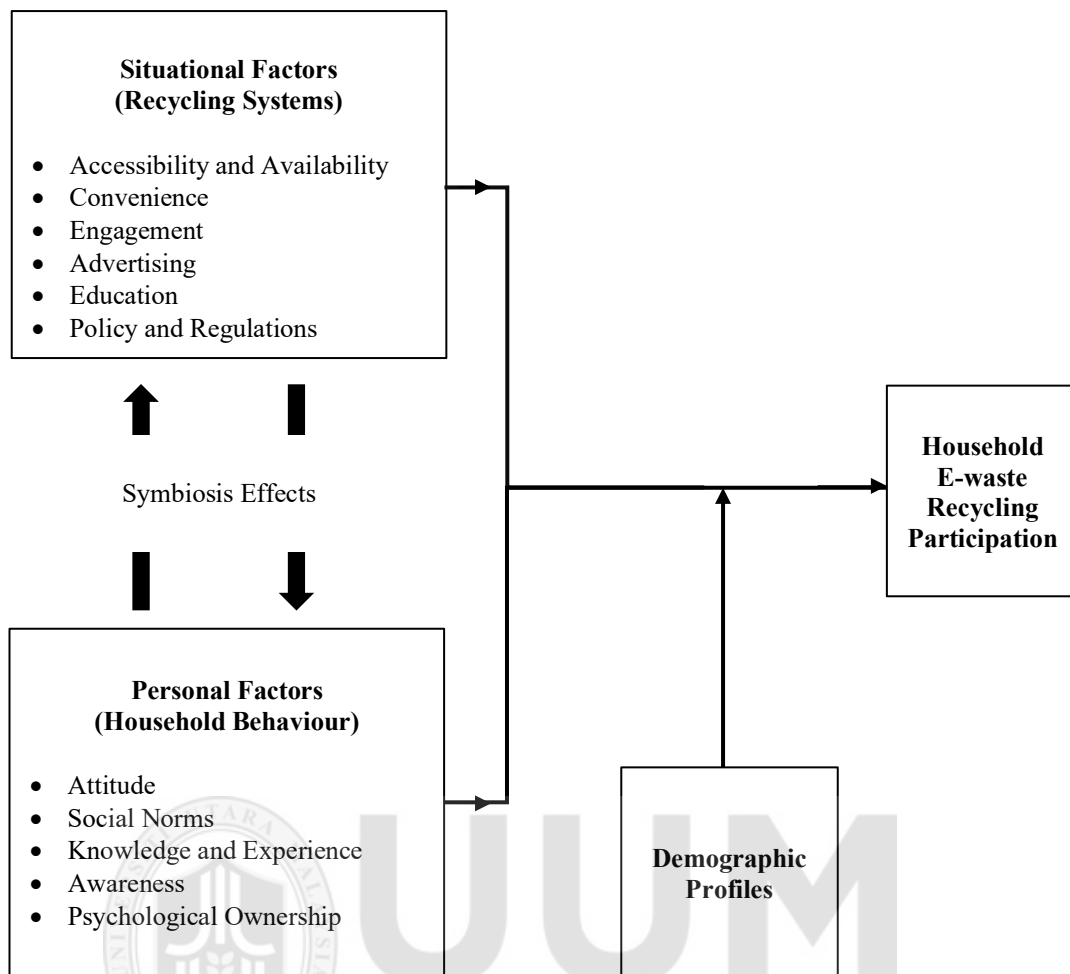 Situational Factors
(Recycling Systems)
• Accessibility and Availability
• Convenience
• Engagement
• Advertising
• Education
• Policy and Regulations
Symbiosis Effects
Household
E-waste
Recycling
Participation
Personal Factors
(Household Behaviour)
• Attitude
• Social Norms
• Knowledge and Experience
• Awareness
• Psychological Ownership
Demographic
Profiles
UUM